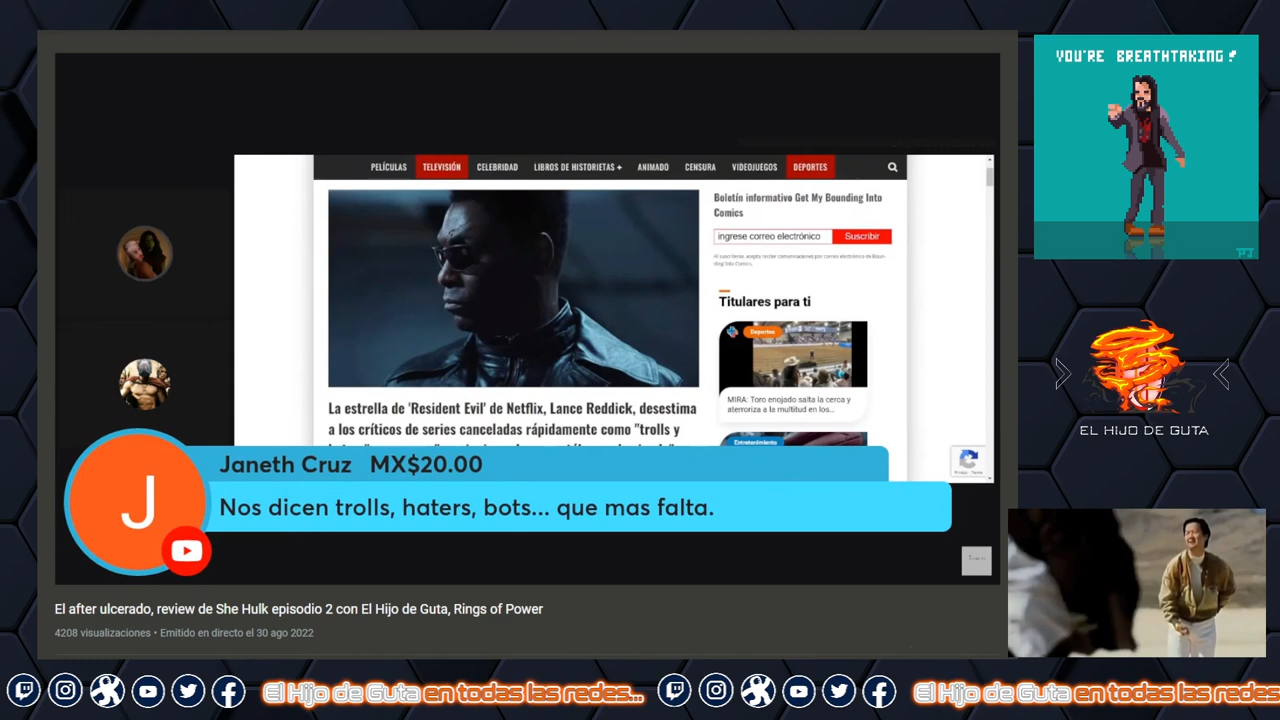 YOU'RE BREATHTAKING!
PELÍCULAS TELEVISIÓN CELEBRIDAD LIBROS DE HISTORIETAS + ANIMADO CENSURA VIDEOJUEGOS DEPORTES
Boletín informativo Get My Bounding Into
Comics
ingrese correo electrónico Suscribir
Titulares para ti
Deportes
MIRA: Toro enojado salta la cerca y
aterroriza a la multitud en los...
La estrella de 'Resident Evil' de Netflix, Lance Reddick, desestima
a los críticos de series canceladas rápidamente como "trolls y
Entretenimiento
EL HIJO DE GUTA
J
Janeth Cruz MX$20.00
Nos dicen trolls, haters, bots... que mas falta.
El after ulcerado, review de She Hulk episodio 2 con El Hijo de Guta, Rings of Power
4208 visualizaciones • Emitido en directo el 30 ago 2022
El Hijo de Guta en todas las redes... El Hijo de Guta en todas las redes